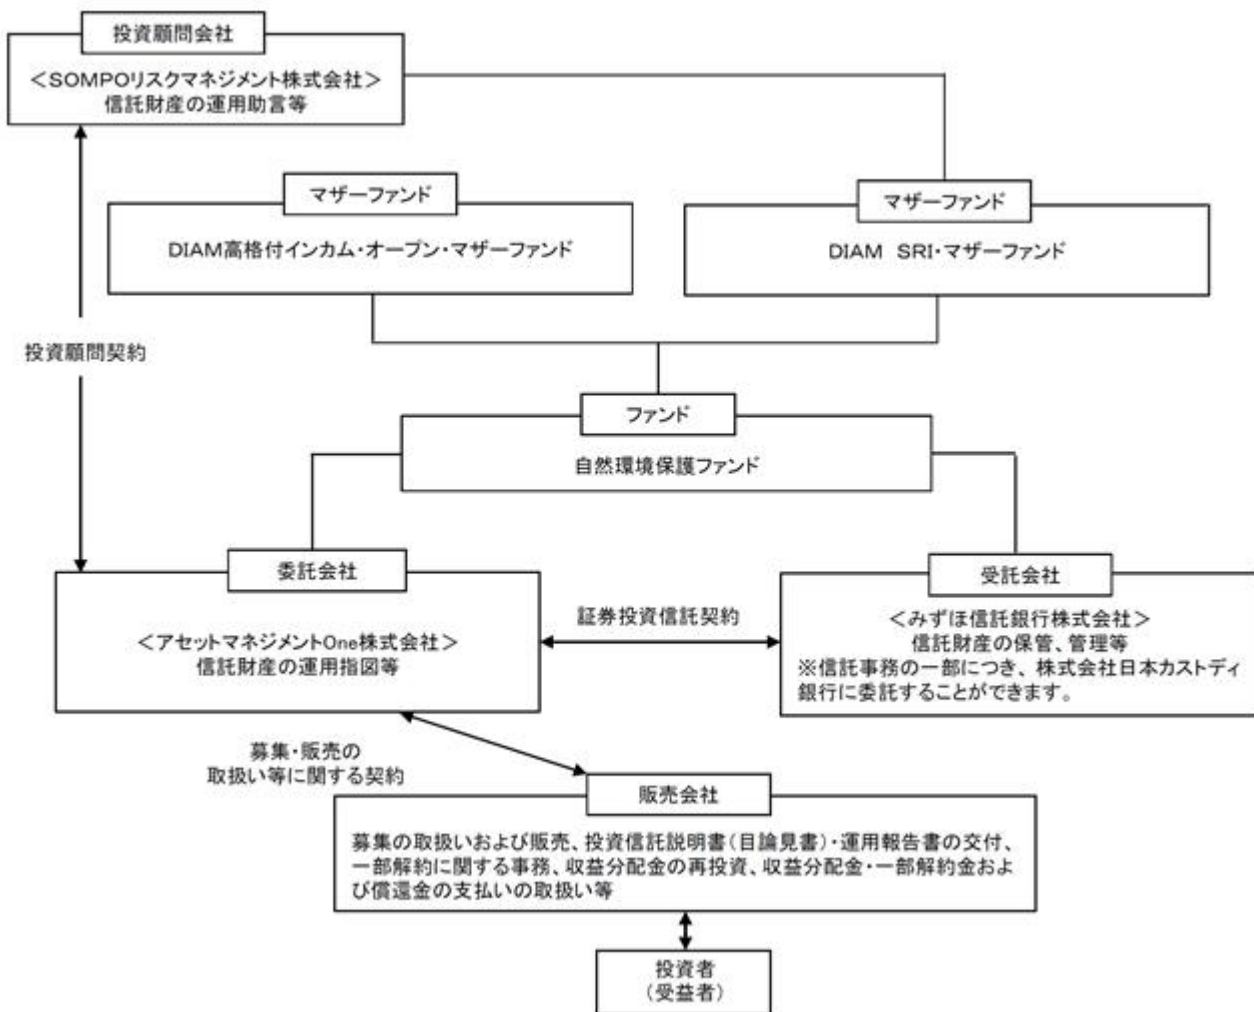 投資顧問会社
＜SOMPOリスクマネジメント株式会社＞
信託財産の運用助言等
マザーファンド
DIAM高格付インカム・オープン・マザーファンド
マザーファンド
DIAM　SRI・マザーファンド
投資顧問契約
ファンド
自然環境保護ファンド
委託会社
＜アセットマネジメントOne株式会社＞
信託財産の運用指図等
証券投資信託契約
受託会社
＜みずほ信託銀行株式会社＞
信託財産の保管、管理等
※信託事務の一部につき、株式会社日本カストディ
銀行に委託することができます。
募集・販売の
取扱い等に関する契約
販売会社
募集の取扱いおよび販売、投資信託説明書（目論見書）・運用報告書の交付、
一部解約に関する事務、収益分配金の再投資、収益分配金・一部解約金およ
び償還金の支払いの取扱い等
投資者
（受益者）